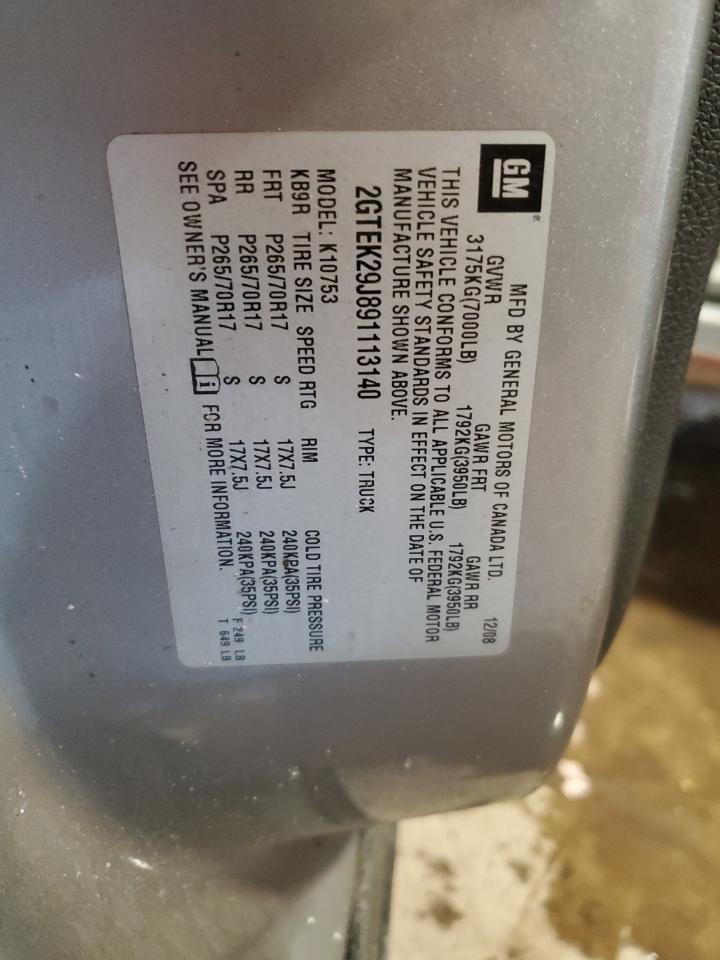 GM®
MFD BY GENERAL MOTORS OF CANADA LTD.
GVWR GAWR FRT GAWR RR 12/08
3175KG(7000LB) 1792KG(3950LB) 1792KG(3950LB)
THIS VEHICLE CONFORMS TO ALL APPLICABLE U.S. FEDERAL MOTOR
VEHICLE SAFETY STANDARDS IN EFFECT ON THE DATE OF
MANUFACTURE SHOWN ABOVE.
2GTEK29J891113140 TYPE: TRUCK
MODEL: K10753
KB9R TIRE SIZE SPEED RTG RIM COLD TIRE PRESSURE
FRT P265/70R17 S 17X7.5J 240KPA(35PSI)
RR P265/70R17 S 17X7.5J 240KPA(35PSI)
SPA P265/70R17 S 17X7.5J 240KPA(35PSI) F 249 LB
SEE OWNER'S MANUAL i FOR MORE INFORMATION. T 649 LB